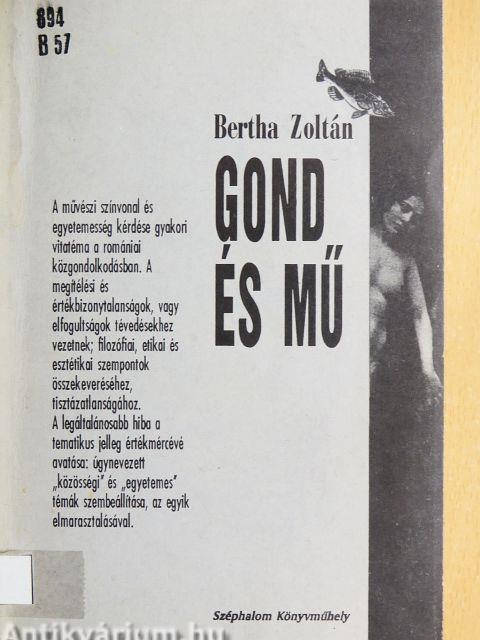 894
B 57
Bertha Zoltán
GOND
ÉS MŰ
A művészi színvonal és
egyetemesség kérdése gyakori
vitatéma a romániai
közgondolkodásban. A
megítélési és
értékbizonytalanságok, vagy
elfogultságok tévedésekhez
vezetnek; filozófiai, etikai és
esztétikai szempontok
összekeveréséhez,
tisztázatlanságához.
A legáltalánosabb hiba a
tematikus jelleg értékmércévé
avatása: úgynevezett
„közösségi” és „egyetemes”
témák szembeállítása, az egyik
elmarasztalásával.
Széphalom Könyvműhely
Antikvárium.hu